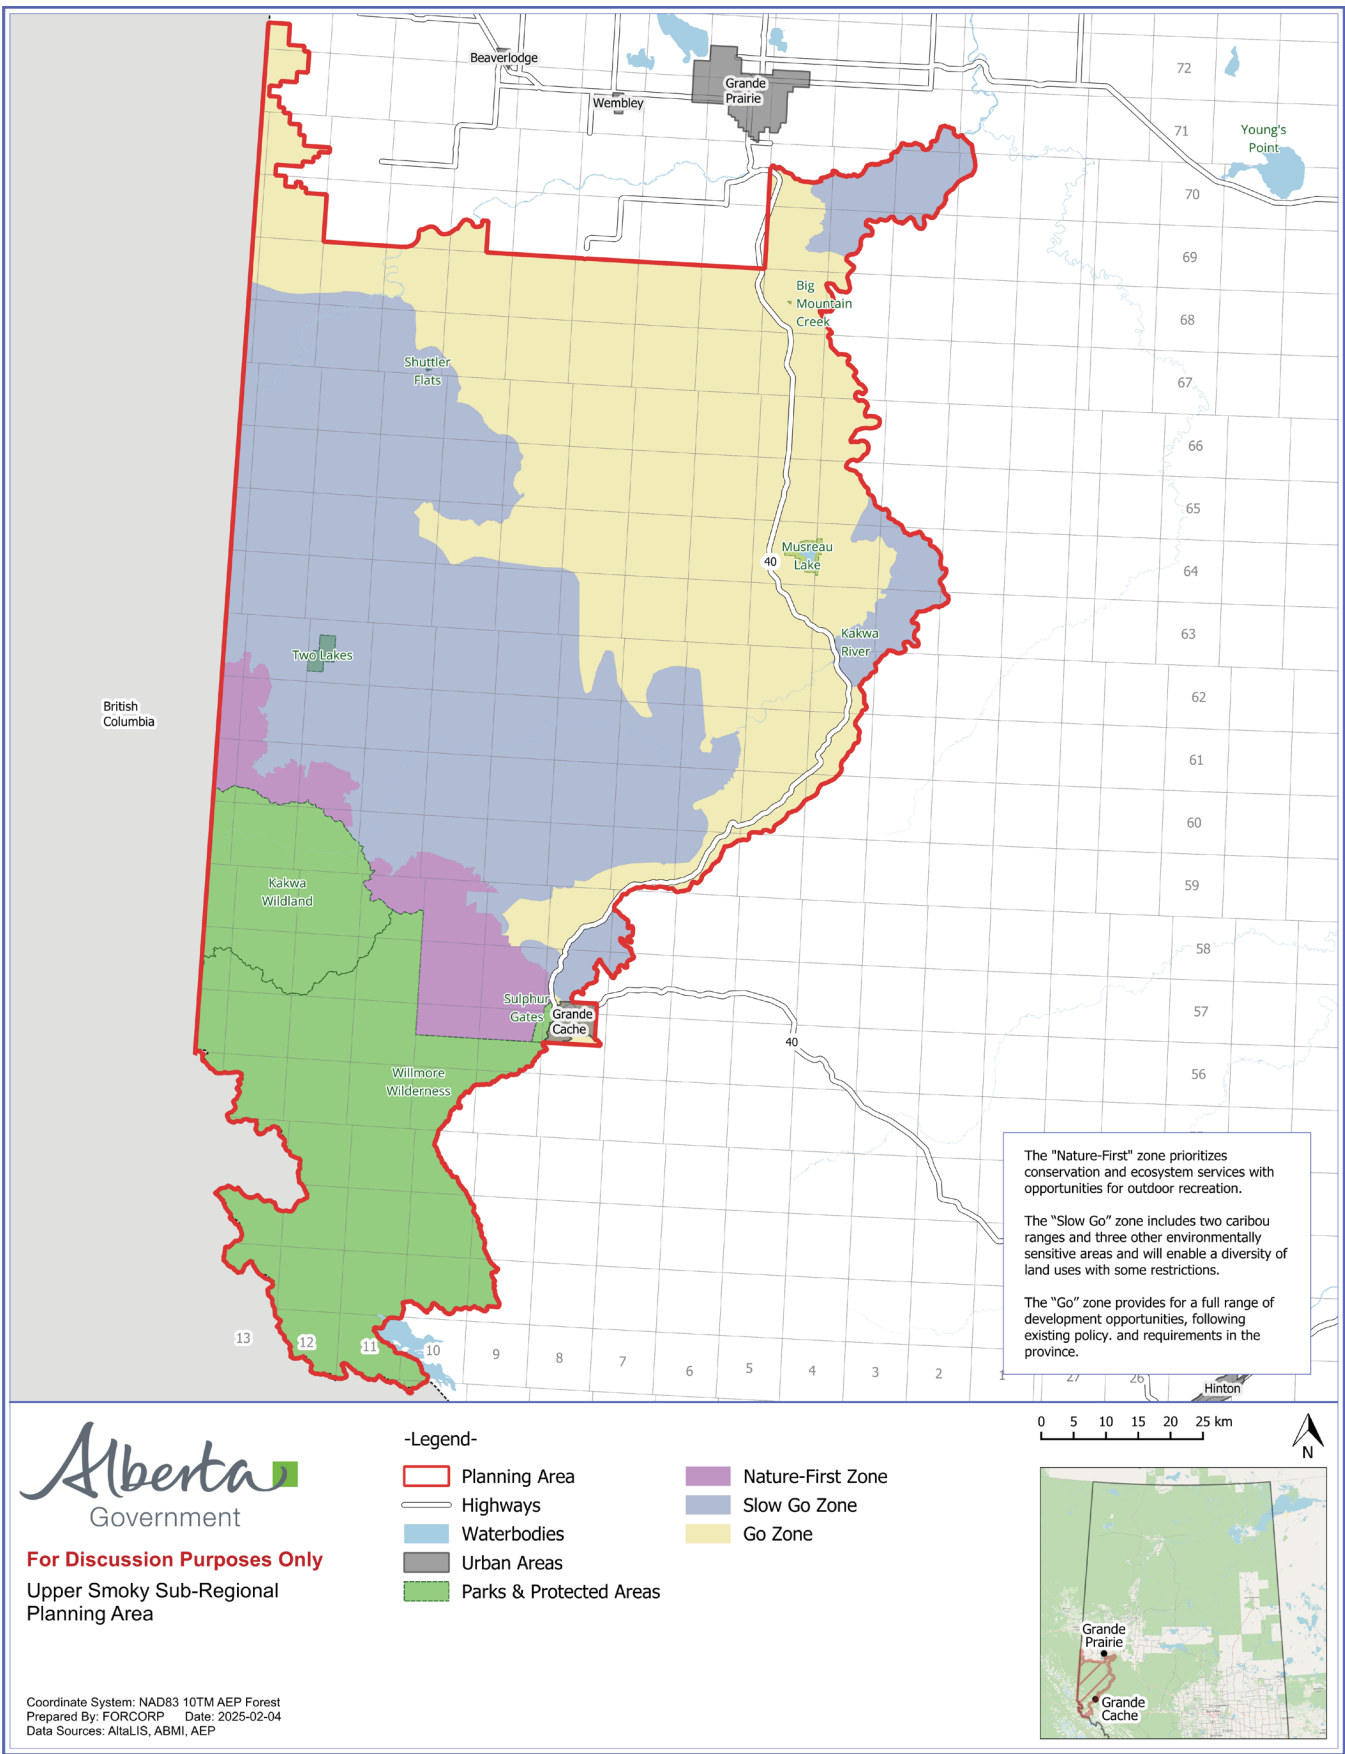 Beaverlodge
Wembley
Grande
Prairie
72
71
Young's
Point
70
69
Big
Mountain
Creek
68
Shuttler
Flats
67
66
65
Musreau
Lake
40
64
Kakwa
River
63
Two Lakes
62
British
Columbia
61
60
Kakwa
Wildland
59
58
Sulphur
Gates
Grande
Cache
57
40
Willmore
Wilderness
56
The "Nature-First" zone prioritizes
conservation and ecosystem services with
opportunities for outdoor recreation.
The “Slow Go” zone includes two caribou
ranges and three other environmentally
sensitive areas and will enable a diversity of
land uses with some restrictions.
The “Go” zone provides for a full range of
development opportunities, following
existing policy. and requirements in the
province.
13
12
11
10
9
8
7
6
5
4
3
2
1
27
26
Hinton
Alberta
Government
For Discussion Purposes Only
Upper Smoky Sub-Regional
Planning Area
Coordinate System: NAD83 10TM AEP Forest
Prepared By: FORCORP Date: 2025-02-04
Data Sources: AltaLIS, ABMI, AEP
-Legend-
Planning Area
Highways
Waterbodies
Urban Areas
Parks & Protected Areas
Nature-First Zone
Slow Go Zone
Go Zone
0 5 10 15 20 25 km
N
Grande
Prairie
Grande
Cache